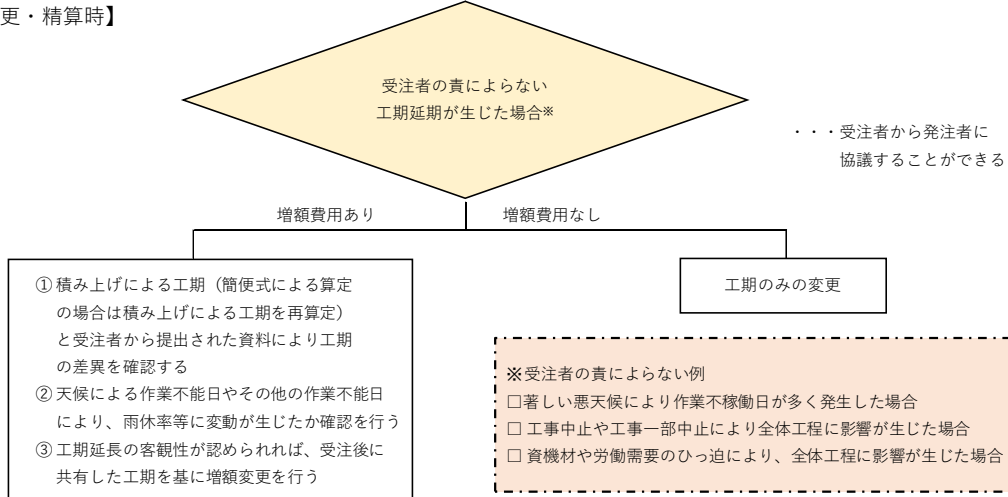 更・精算時】
受注者の責によらない
工期延期が生じた場合※
・・・受注者から発注者に
協議することができる
増額費用あり
増額費用なし
① 積み上げによる工期（簡便式による算定
の場合は積み上げによる工期を再算定）
と受注者から提出された資料により工期
の差異を確認する
② 天候による作業不能日やその他の作業不能日
により、雨休率等に変動が生じたか確認を行う
③ 工期延長の客観性が認められれば、受注後に
共有した工期を基に増額変更を行う
工期のみの変更
※受注者の責によらない例
□著しい悪天候により作業不稼働日が多く発生した場合
□ 工事中止や工事一部中止により全体工程に影響が生じた場合
□ 資機材や労働需要のひっ迫により、全体工程に影響が生じた場合